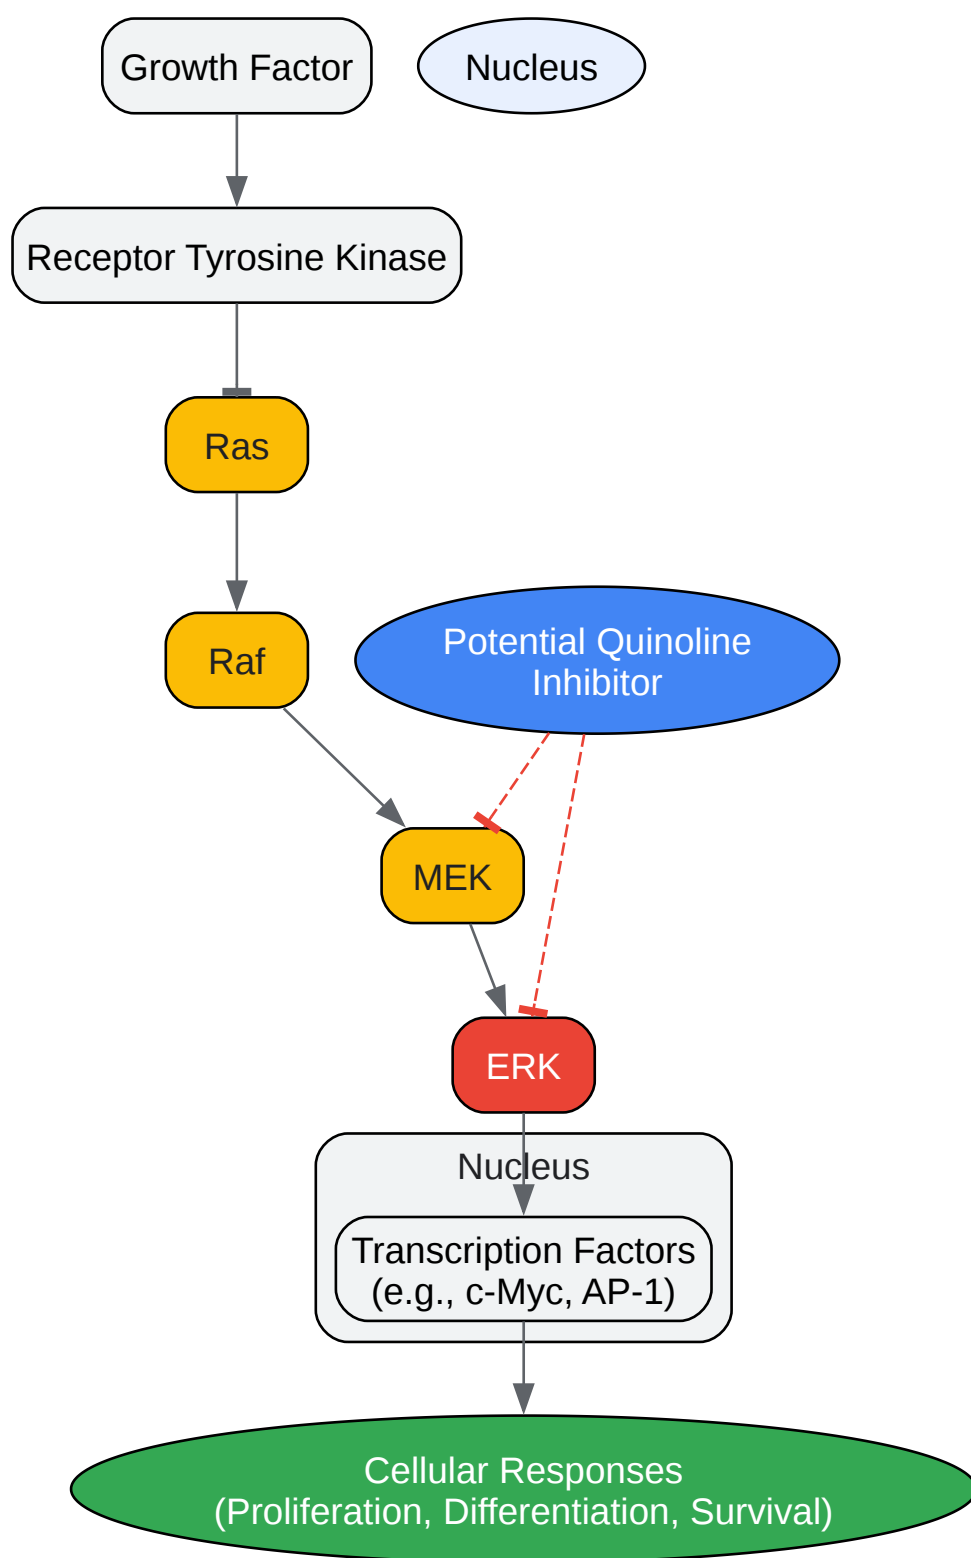 Growth Factor
Nucleus
Receptor Tyrosine Kinase
Ras
Raf
Potential Quinoline
Inhibitor
MEK
ERK
Nucleus
Transcription Factors
(e.g., c-Myc, AP-1)
Cellular Responses
(Proliferation, Differentiation, Survival)